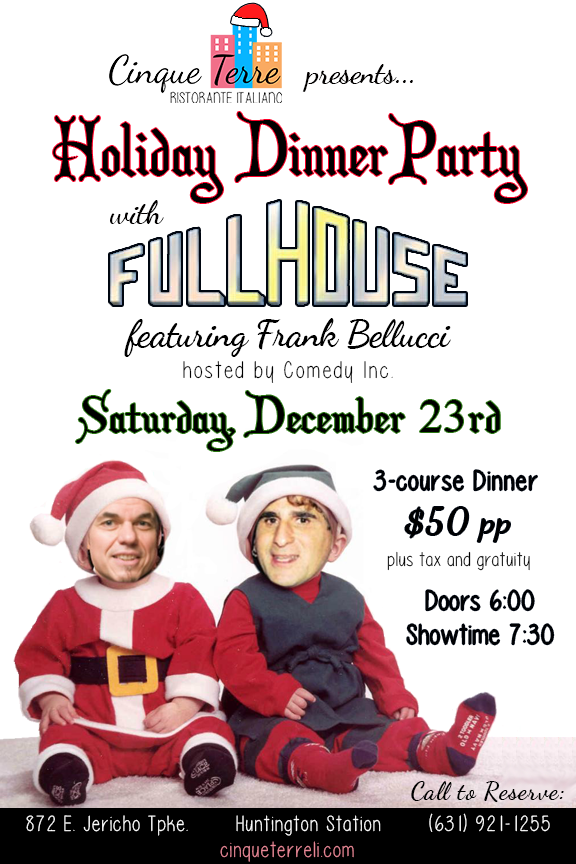 Cinque Terre presents...
RISTORANTE ITALIANO
Holiday Dinner Party
with
FULLHOUSE
featuring Frank Bellucci
hosted by Comedy Inc.
Saturday, December 23rd
3-course Dinner
$50 pp
plus tax and gratuity
Doors 6:00
Showtime 7:30
Call to Reserve:
872 E. Jericho Tpke. Huntington Station (631) 921-1255
cinqueterreli.com